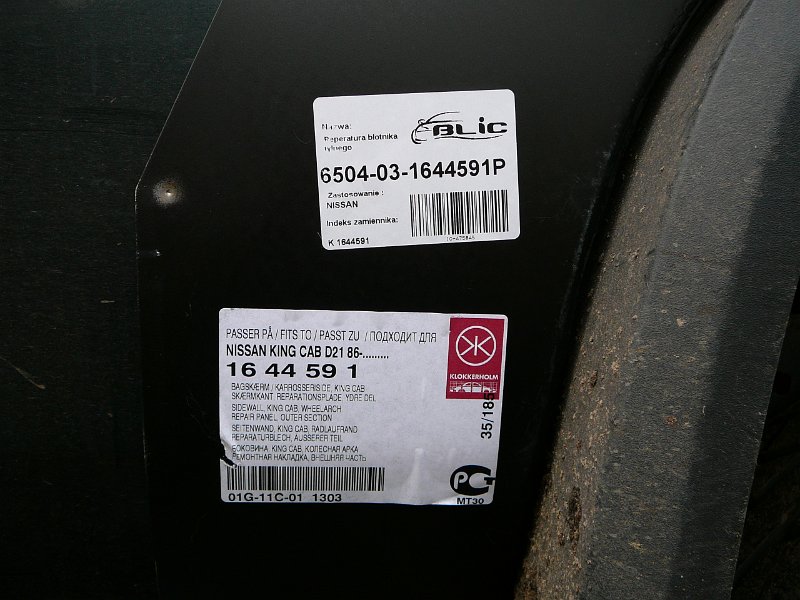 Nazwa:
BLIC
Reperatura błotnika
tylnego
6504-03-1644591P
Zastosowanie :
NISSAN
Indeks zamiennika:
K 1644591
PASSER PÅ / FITS TO / PASST ZU / ПОДХОДИТ ДЛЯ
NISSAN KING CAB D21 86-.........
16 44 59 1
BAGSKÆRM / KARROSSERISIDE, KING CAB
SKÆRMKANT, REPARATIONSPLADE, YDRE DEL
SIDEWALL, KING CAB, WHEELARCH
REPAIR PANEL, OUTER SECTION
SEITENWAND, KING CAB, RADLAUFRAND
REPARATURBLECH, AUSSERER TEIL
БОКОВИНА, KING CAB, КОЛЕСНАЯ АРКА
РЕМОНТНАЯ НАКЛАДКА, ВНЕШНЯЯ ЧАСТЬ
01G-11C-01 1303
K
KLOKKERHOLM
35/1857
РСТ
MT30